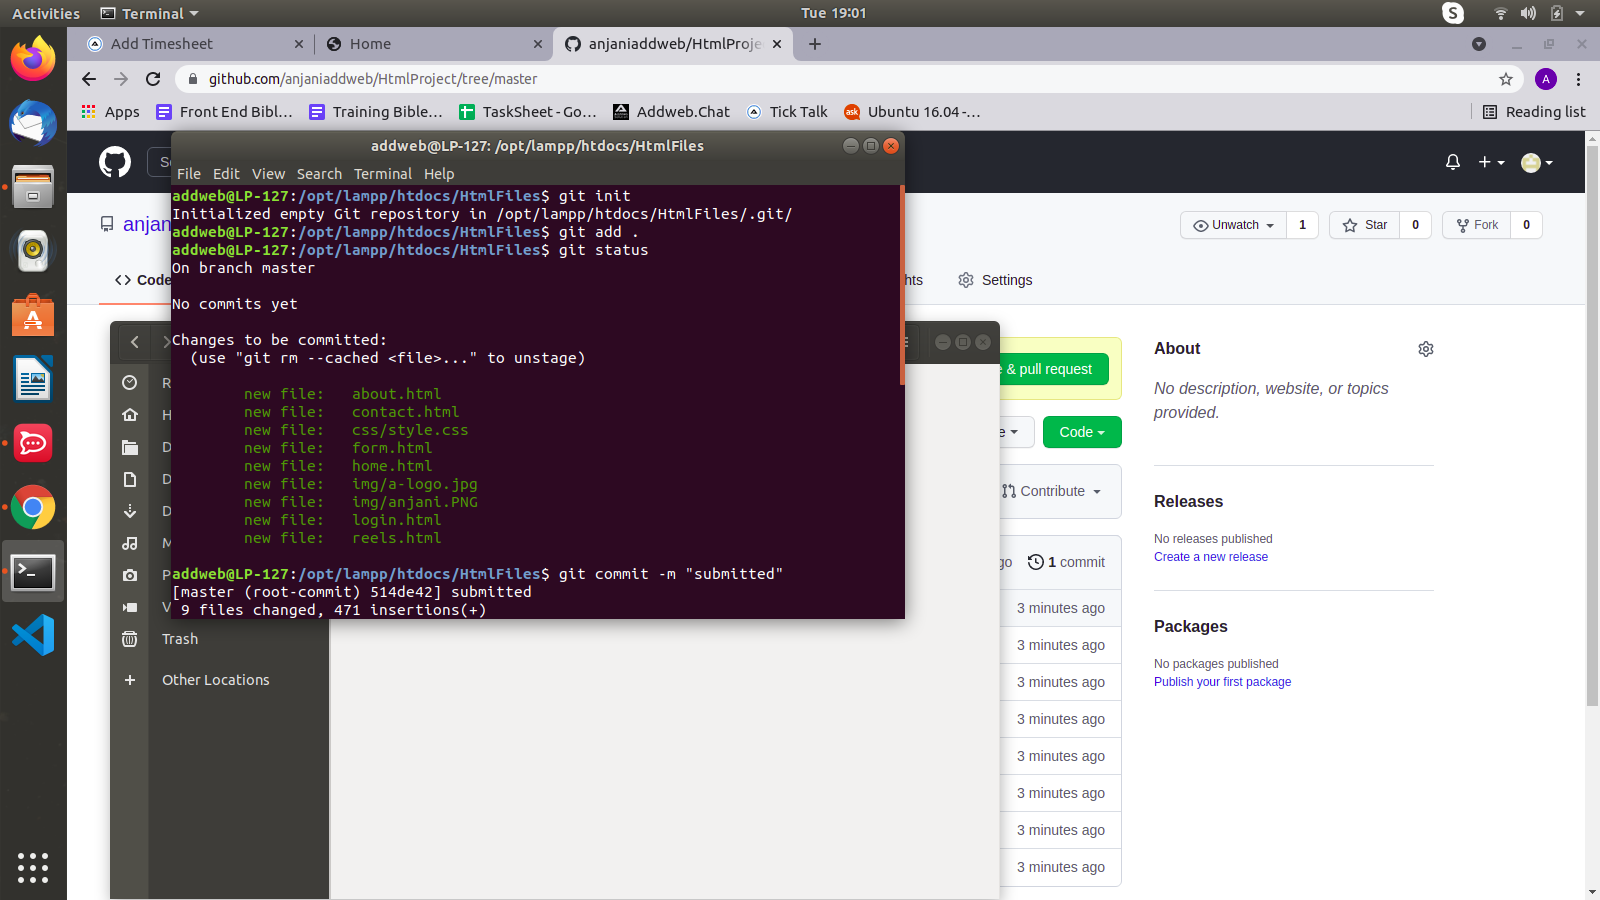 Activities
Terminal
Tue 19:01
Add Timesheet
Home
anjaniaddweb/HtmlProje
github.com/anjaniaddweb/HtmlProject/tree/master
A
Apps
Front End Bibl…
Training Bible…
TaskSheet - Go…
Addweb.Chat
Tick Talk
ask
Ubuntu 16.04 -…
Reading list
addweb@LP-127: /opt/lampp/htdocs/HtmlFiles
File Edit View Search Terminal Help
addweb@LP-127:/opt/lampp/htdocs/HtmlFiles$ git init
Initialized empty Git repository in /opt/lampp/htdocs/HtmlFiles/.git/
addweb@LP-127:/opt/lampp/htdocs/HtmlFiles$ git add .
addweb@LP-127:/opt/lampp/htdocs/HtmlFiles$ git status
On branch master
No commits yet
Changes to be committed:
(use "git rm --cached <file>..." to unstage)
new file: about.html
new file: contact.html
new file: css/style.css
new file: form.html
new file: home.html
new file: img/a-logo.jpg
new file: img/anjani.PNG
new file: login.html
new file: reels.html
addweb@LP-127:/opt/lampp/htdocs/HtmlFiles$ git commit -m "submitted"
[master (root-commit) 514de42] submitted
9 files changed, 471 insertions(+)
anjani
Unwatch 1
Star 0
Fork 0
Code
hts
Settings
& pull request
Code
Contribute
go
1 commit
3 minutes ago
3 minutes ago
3 minutes ago
3 minutes ago
3 minutes ago
3 minutes ago
3 minutes ago
3 minutes ago
Trash
Other Locations
About
No description, website, or topics
provided.
Releases
No releases published
Create a new release
Packages
No packages published
Publish your first package